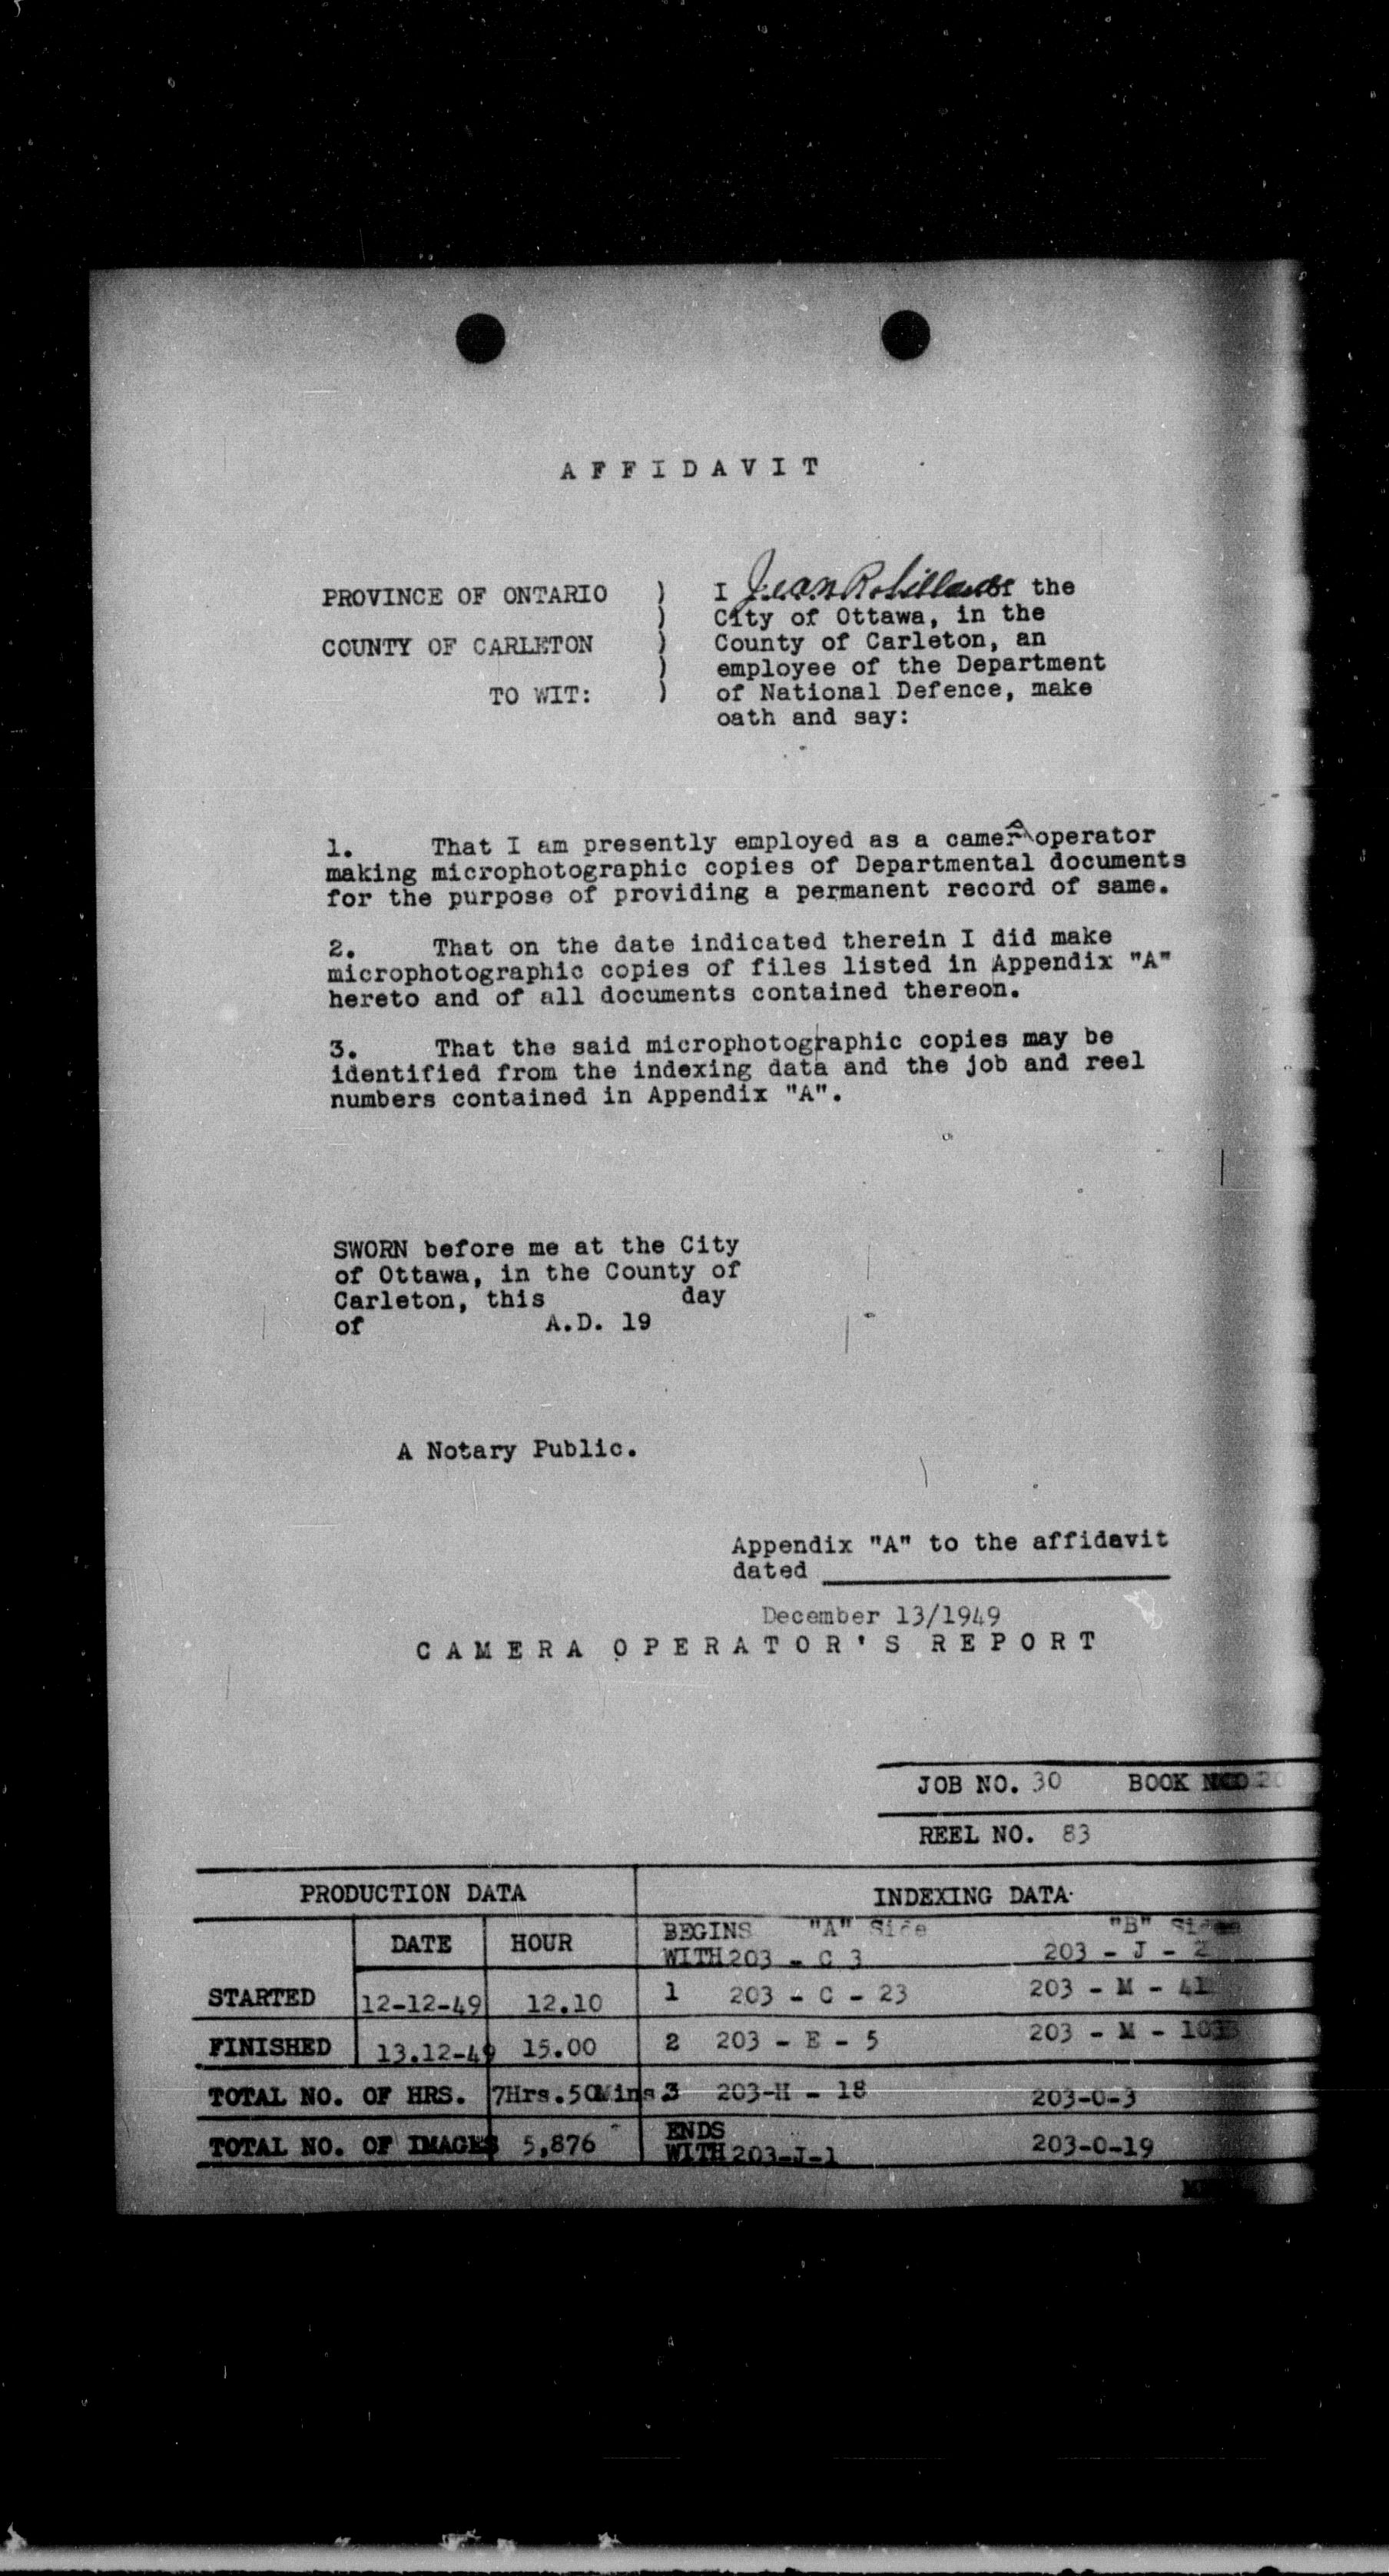 AFFIDAVIT
PROVINCE OF ONTARIO )
)
COUNTY OF CARLETON )
)
TO WIT: )
I Jean Robillard of the
City of Ottawa, in the
County of Carleton, an
employee of the Department
of National Defence, make
oath and say:
1. That I am presently employed as a camera operator
making microphotographic copies of Departmental documents
for the purpose of providing a permanent record of same.
2. That on the date indicated therein I did make
microphotographic copies of files listed in Appendix "A"
hereto and of all documents contained thereon.
3. That the said microphotographic copies may be
identified from the indexing data and the job and reel
numbers contained in Appendix "A".
SWORN before me at the City
of Ottawa, in the County of
Carleton, this day
of A.D. 19
A Notary Public.
Appendix "A" to the affidavit
dated
December 13/1949
CAMERA OPERATOR'S REPORT
JOB NO. 30 BOOK
REEL NO. 83
PRODUCTION DATA INDEXING DATA
DATE HOUR BEGINS "A" Side "B" Side
WITH 203 - C 3 203 - J - 2
STARTED 12-12-49 12.10 1 203 - C - 23 203 - M - 41
FINISHED 13.12-49 15.00 2 203 - E - 5 203 - M -
TOTAL NO. OF HRS. 7Hrs.50Mins 3 203-H - 18 203-O-3
TOTAL NO. OF IMAGES 5,876 ENDS
WITH 203-J-1 203-O-19